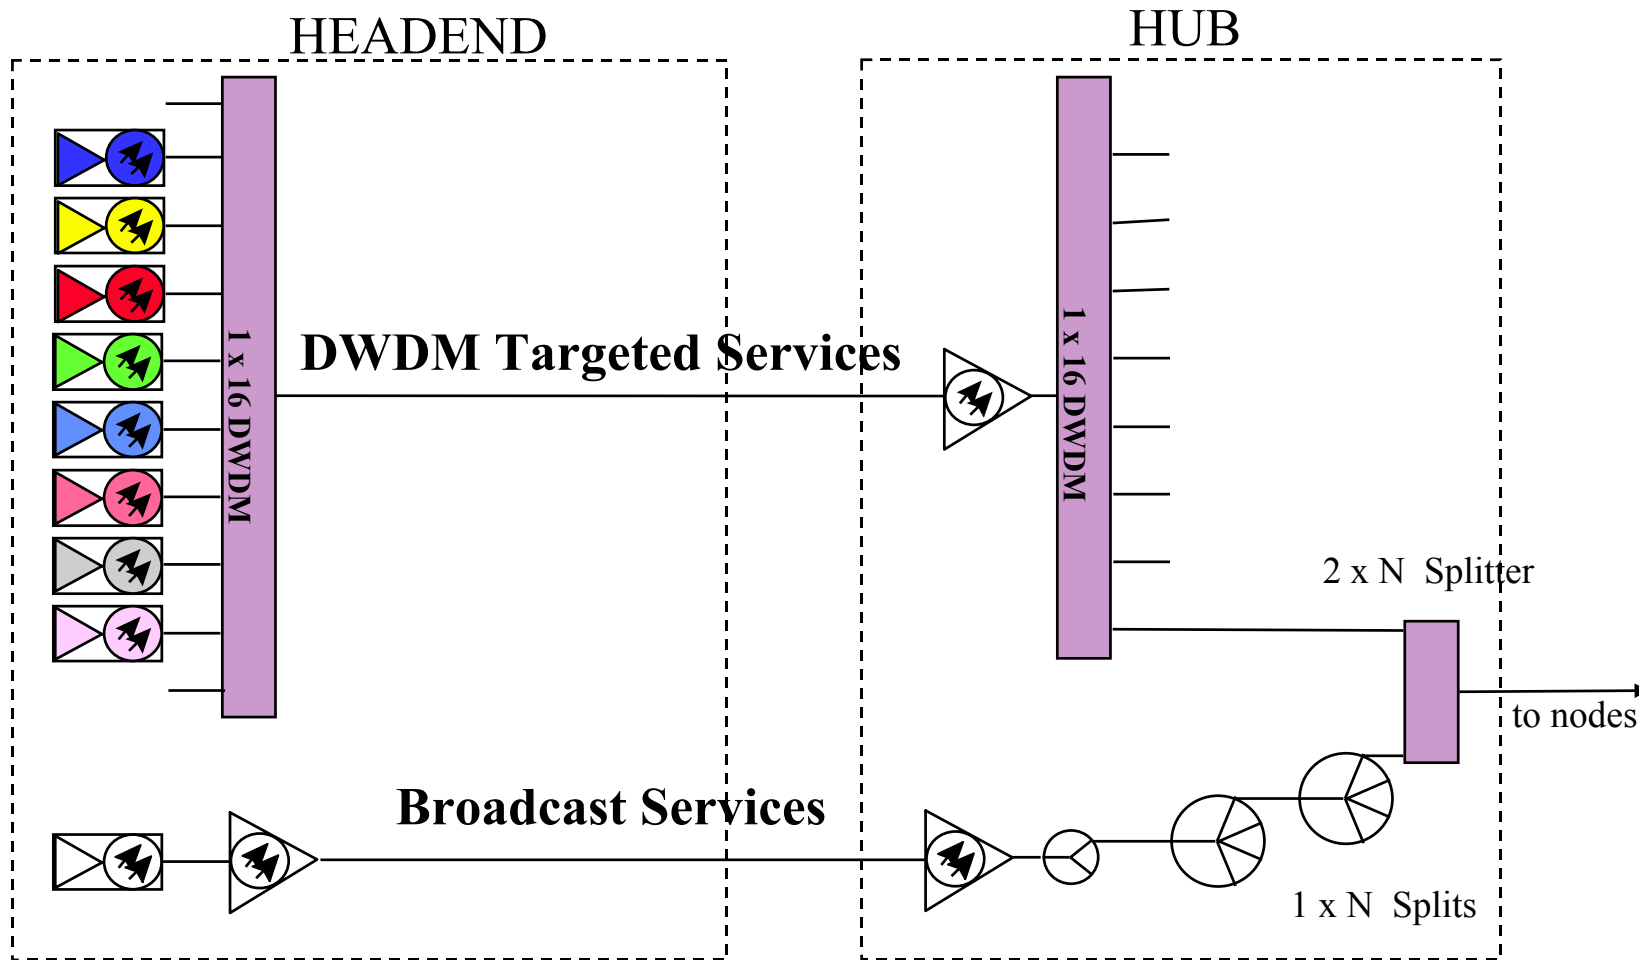 HEADEND
HUB
1 x 16 DWDM
DWDM Targeted Services
1 x 16 DWDM
2 x N Splitter
to nodes
Broadcast Services
1 x N Splits